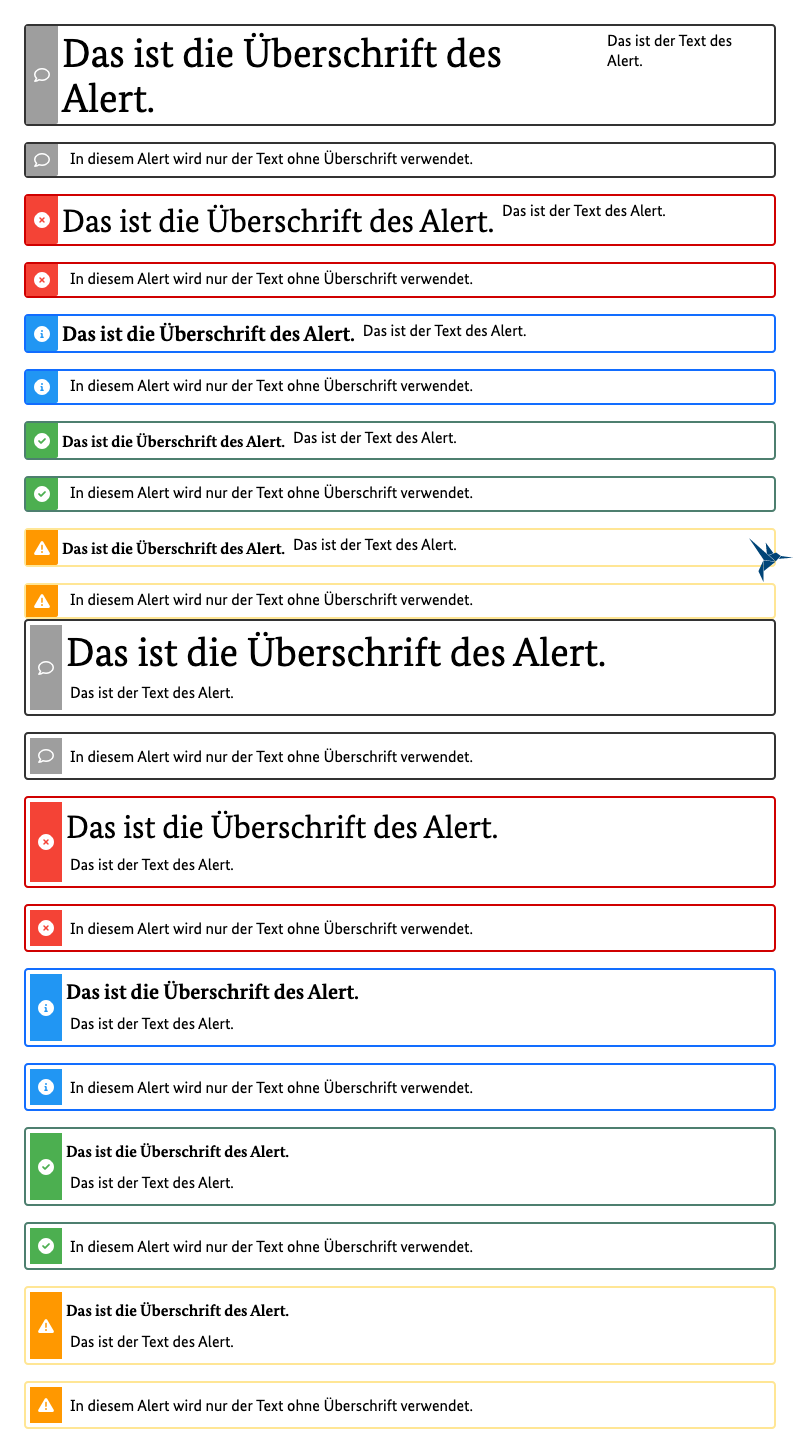 Das ist die Überschrift des
Alert.
Das ist der Text des
Alert.
In diesem Alert wird nur der Text ohne Überschrift verwendet.
Das ist die Überschrift des Alert. Das ist der Text des Alert.
In diesem Alert wird nur der Text ohne Überschrift verwendet.
Das ist die Überschrift des Alert. Das ist der Text des Alert.
In diesem Alert wird nur der Text ohne Überschrift verwendet.
Das ist die Überschrift des Alert. Das ist der Text des Alert.
In diesem Alert wird nur der Text ohne Überschrift verwendet.
Das ist die Überschrift des Alert. Das ist der Text des Alert.
In diesem Alert wird nur der Text ohne Überschrift verwendet.
Das ist die Überschrift des Alert.
Das ist der Text des Alert.
In diesem Alert wird nur der Text ohne Überschrift verwendet.
Das ist die Überschrift des Alert.
Das ist der Text des Alert.
In diesem Alert wird nur der Text ohne Überschrift verwendet.
Das ist die Überschrift des Alert.
Das ist der Text des Alert.
In diesem Alert wird nur der Text ohne Überschrift verwendet.
Das ist die Überschrift des Alert.
Das ist der Text des Alert.
In diesem Alert wird nur der Text ohne Überschrift verwendet.
Das ist die Überschrift des Alert.
Das ist der Text des Alert.
In diesem Alert wird nur der Text ohne Überschrift verwendet.